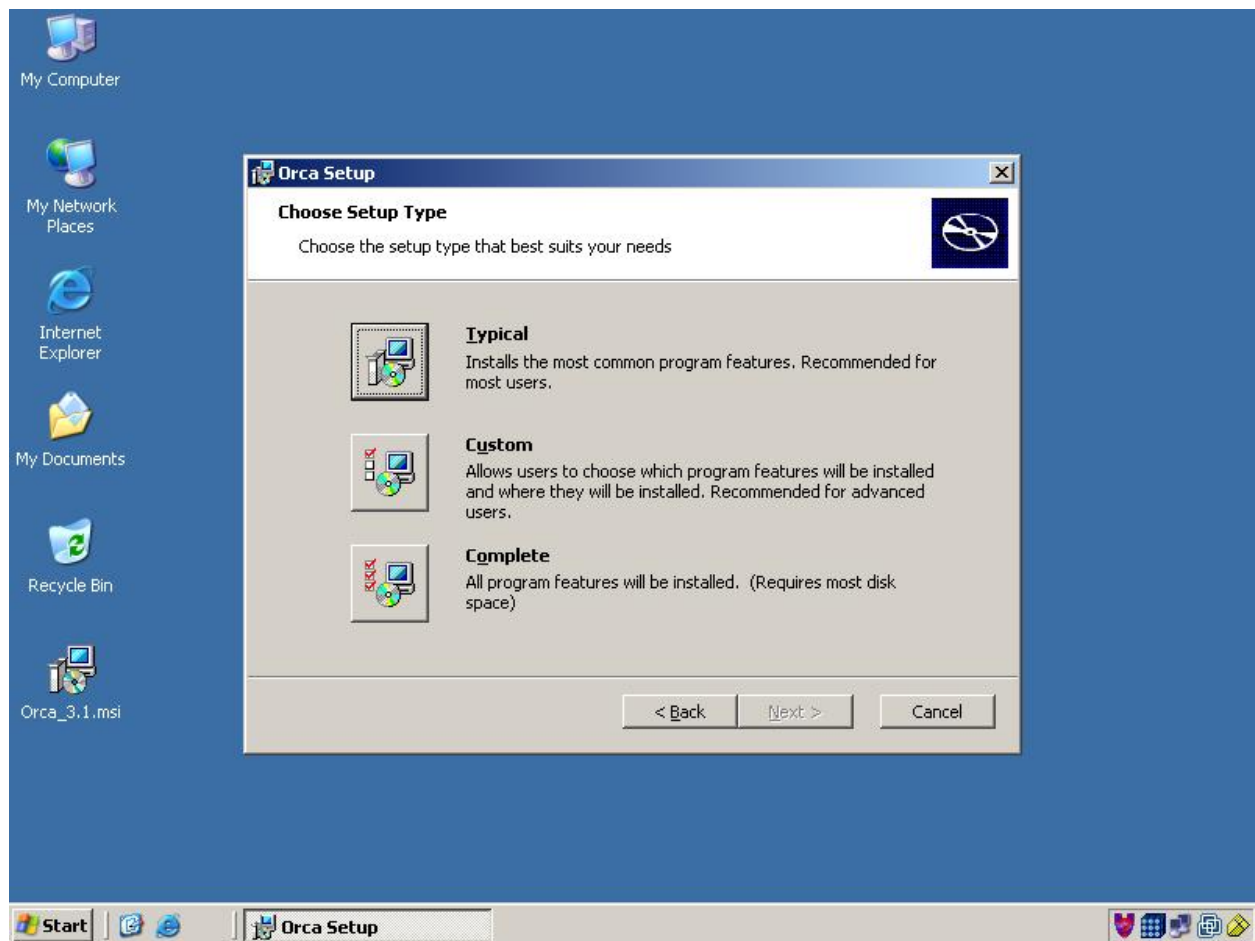 My Computer
My Network
Places
Internet
Explorer
My Documents
Recycle Bin
Orca_3.1.msi
Orca Setup
Choose Setup Type
Choose the setup type that best suits your needs
Typical
Installs the most common program features. Recommended for
most users.
Custom
Allows users to choose which program features will be installed
and where they will be installed. Recommended for advanced
users.
Complete
All program features will be installed.  (Requires most disk
space)
< Back
Next >
Cancel
Start
Orca Setup